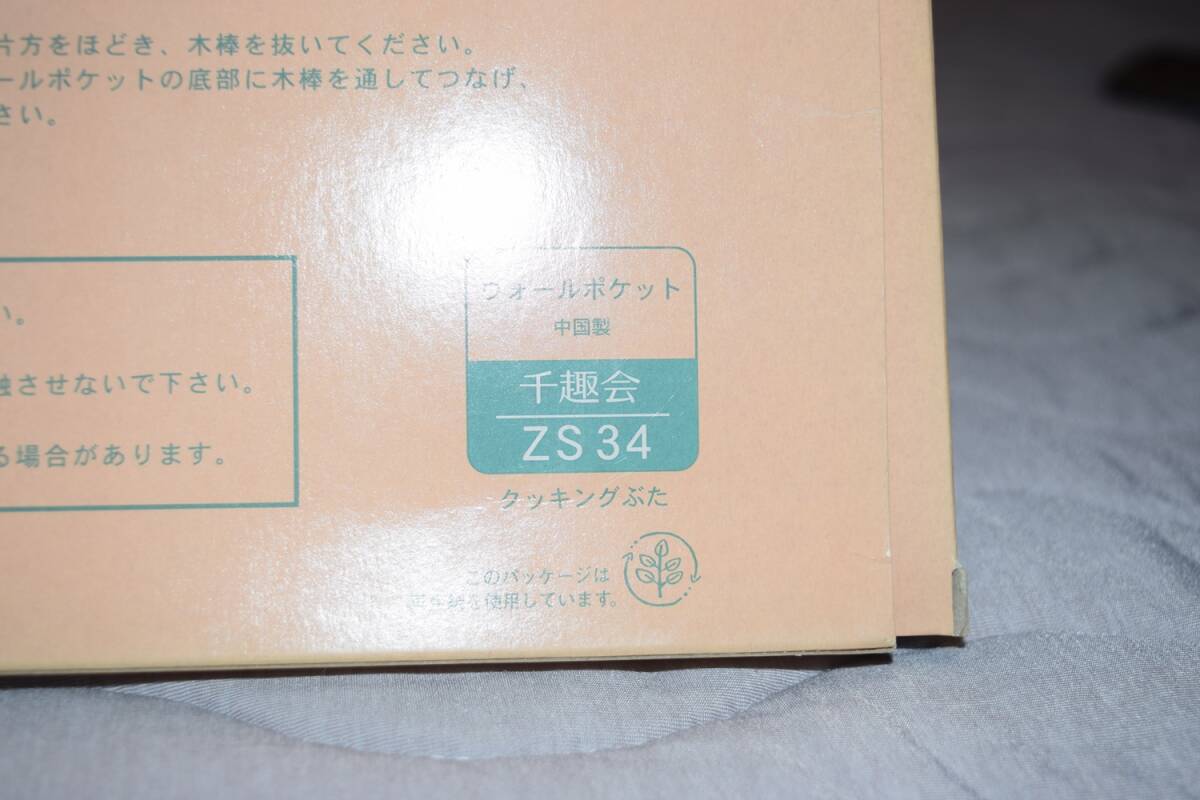 片方をほどき、木棒を抜いてください。
ールポケットの底部に木棒を通してつなげ、
さい。
い。
触させないで下さい。
る場合があります。
ウォールポケット
中国製
千趣会
ZS34
クッキングぶた
このパッケージは
再生紙を使用しています。